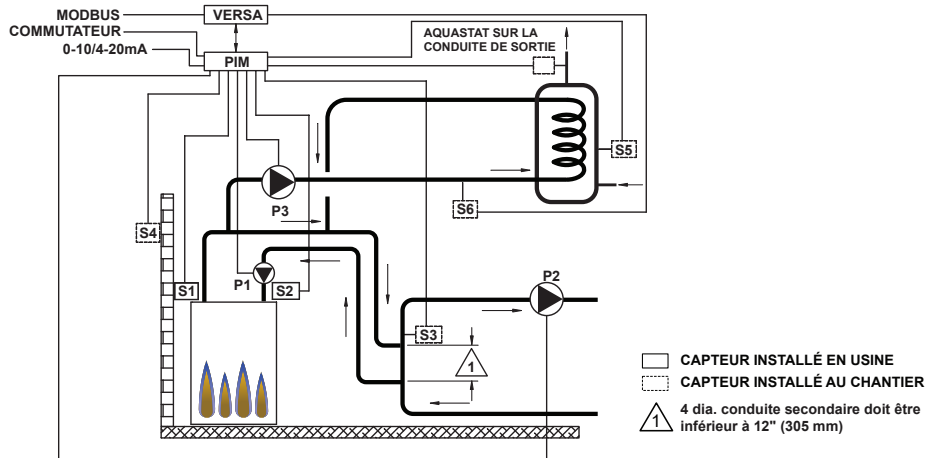 MODBUS
VERSA
COMMUTATEUR
0-10/4-20mA
PIM
AQUASTAT SUR LA
CONDUITE DE SORTIE
S5
P3
S6
S4
S1
P1
S2
P2
S3
1
CAPTEUR INSTALLÉ EN USINE
CAPTEUR INSTALLÉ AU CHANTIER
1
4 dia. conduite secondaire doit être
inférieur à 12" (305 mm)